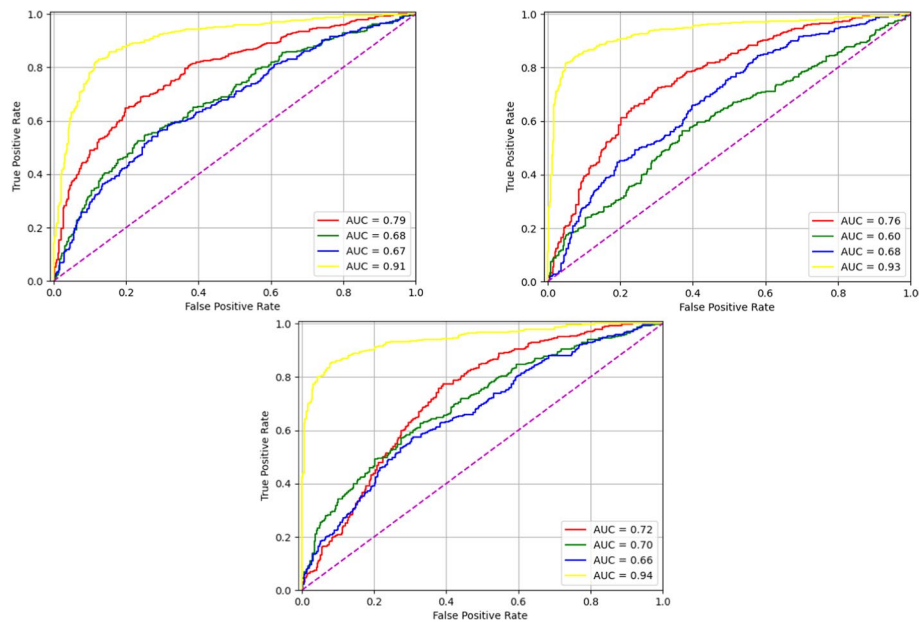 1.0
0.8
0.6
0.4
0.2
0.0
True Positive Rate
AUC = 0.79
AUC = 0.68
AUC = 0.67
AUC = 0.91
0.0 0.2 0.4 0.6 0.8 1.0
False Positive Rate
1.0
0.8
0.6
0.4
0.2
0.0
True Positive Rate
AUC = 0.76
AUC = 0.60
AUC = 0.68
AUC = 0.93
0.0 0.2 0.4 0.6 0.8 1.0
False Positive Rate
1.0
0.8
0.6
0.4
0.2
0.0
True Positive Rate
AUC = 0.72
AUC = 0.70
AUC = 0.66
AUC = 0.94
0.0 0.2 0.4 0.6 0.8 1.0
False Positive Rate